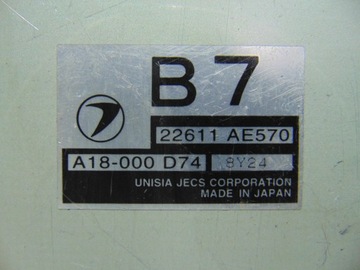 B7
22611 AE570
A18-000 D74 8Y24
UNISIA JECS CORPORATION
MADE IN JAPAN